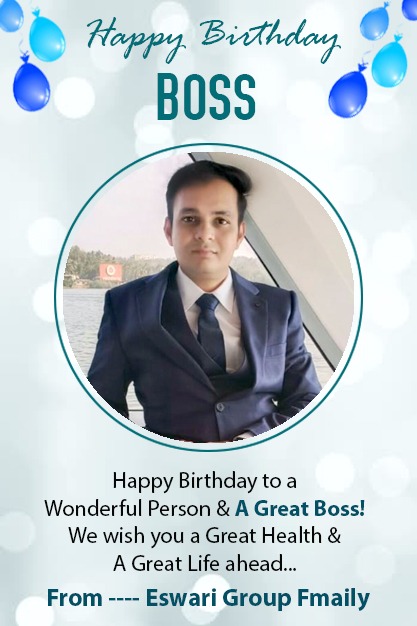 Happy Birthday
BOSS
Happy Birthday to a
Wonderful Person & A Great Boss!
We wish you a Great Health &
A Great Life ahead...
From ---- Eswari Group Fmaily